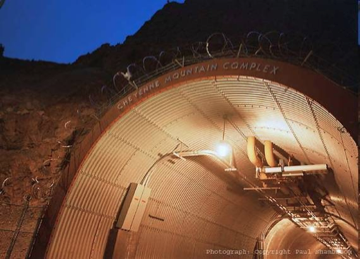 CHEYENNE MOUNTAIN COMPLEX
Photograph: Copyright Paul